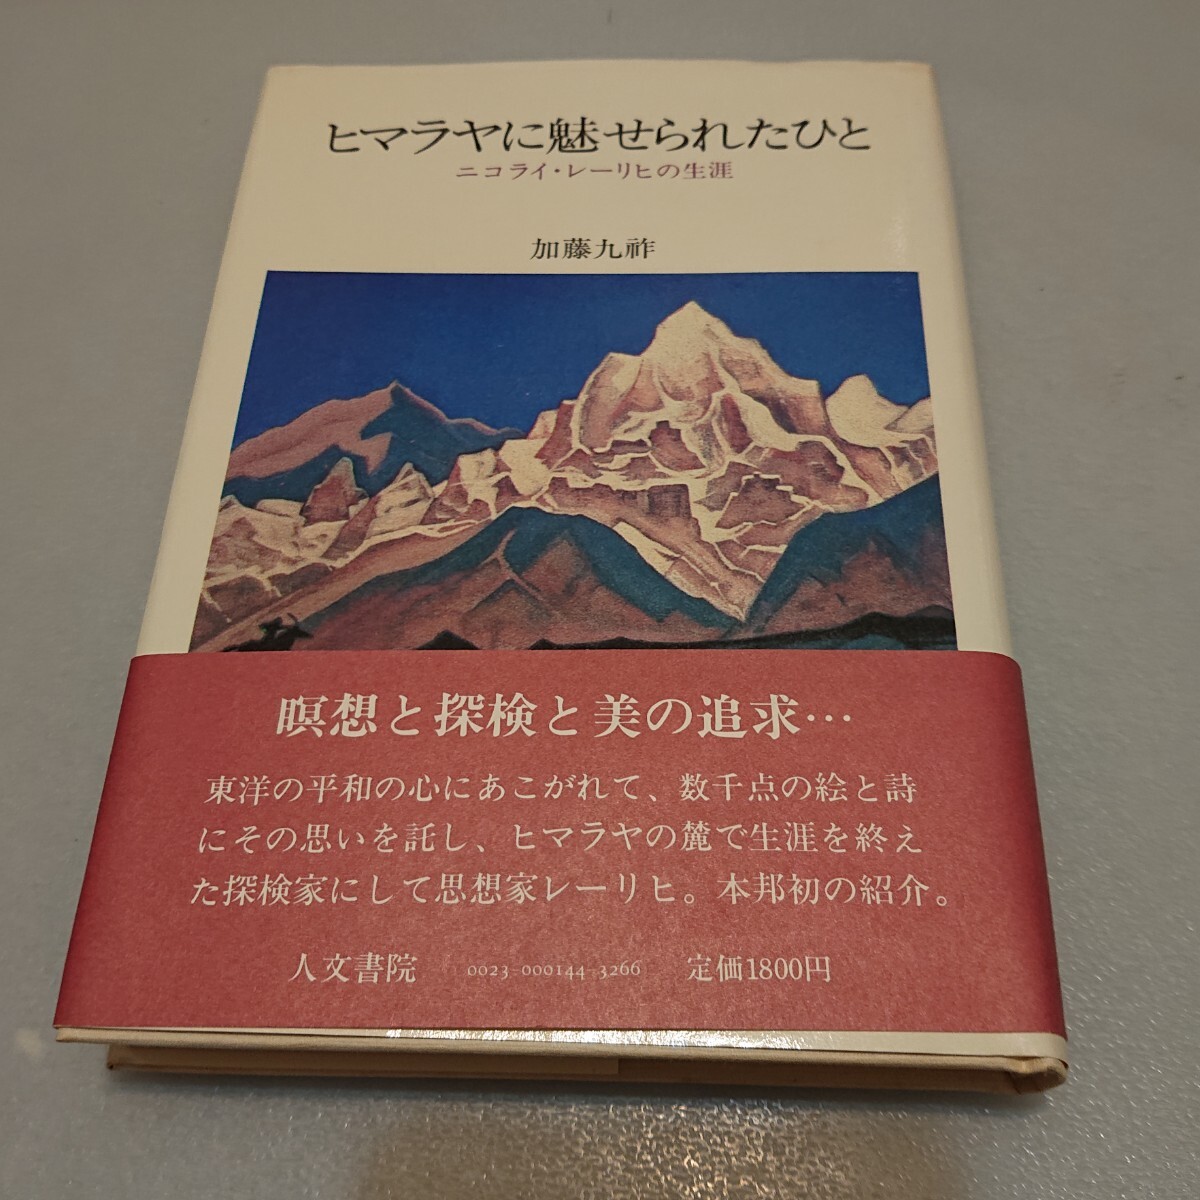 ヒマラヤに魅せられたひと
ニコライ・レーリヒの生涯
加藤九祚
瞑想と探検と美の追求…
東洋の平和の心にあこがれて、数千点の絵と詩
にその思いを託し、ヒマラヤの麓で生涯を終え
た探検家にして思想家レーリヒ。本邦初の紹介。
人文書院 0023-000144-3266 定価1800円